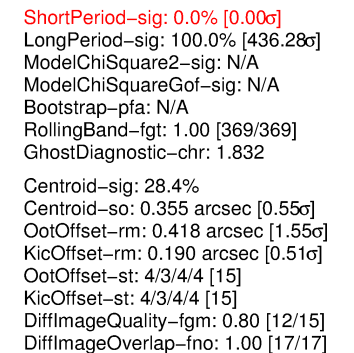 ShortPeriod−sig: 0.0% [0.00σ]
LongPeriod−sig: 100.0% [436.28σ]
ModelChiSquare2−sig: N/A
ModelChiSquareGof−sig: N/A
Bootstrap−pfa: N/A
RollingBand−fgt: 1.00 [369/369]
GhostDiagnostic−chr: 1.832
Centroid−sig: 28.4%
Centroid−so: 0.355 arcsec [0.55σ]
OotOffset−rm: 0.418 arcsec [1.55σ]
KicOffset−rm: 0.190 arcsec [0.51σ]
OotOffset−st: 4/3/4/4 [15]
KicOffset−st: 4/3/4/4 [15]
DiffImageQuality−fgm: 0.80 [12/15]
DiffImageOverlap−fno: 1.00 [17/17]